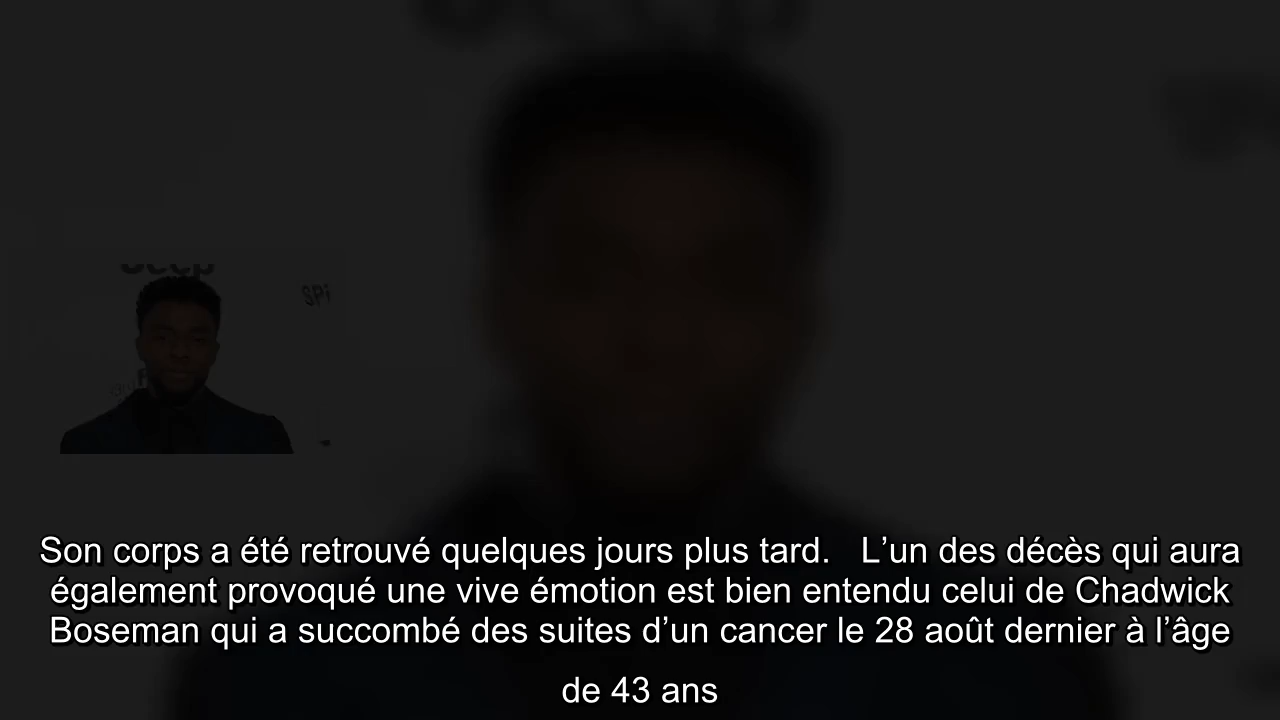 SPi
Son corps a été retrouvé quelques jours plus tard.   L’un des décès qui aura
également provoqué une vive émotion est bien entendu celui de Chadwick
Boseman qui a succombé des suites d’un cancer le 28 août dernier à l’âge
de 43 ans